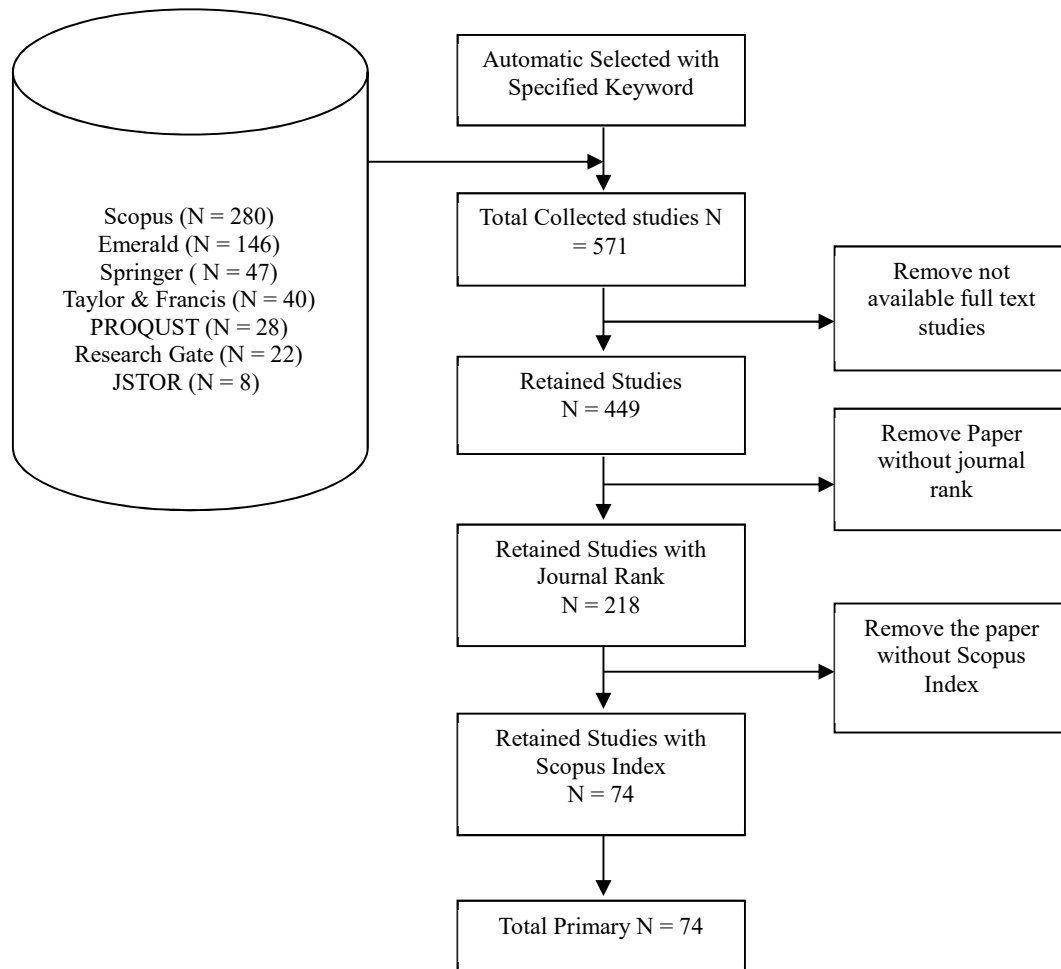 Automatic Selected with
Specified Keyword
Scopus (N = 280)
Emerald (N = 146)
Springer ( N = 47)
Taylor & Francis (N = 40)
PROQUST (N = 28)
Research Gate (N = 22)
JSTOR (N = 8)
Total Collected studies N
= 571
Remove not
available full text
studies
Retained Studies
N = 449
Remove Paper
without journal
rank
Retained Studies with
Journal Rank
N = 218
Remove the paper
without Scopus
Index
Retained Studies with
Scopus Index
N = 74
Total Primary N = 74